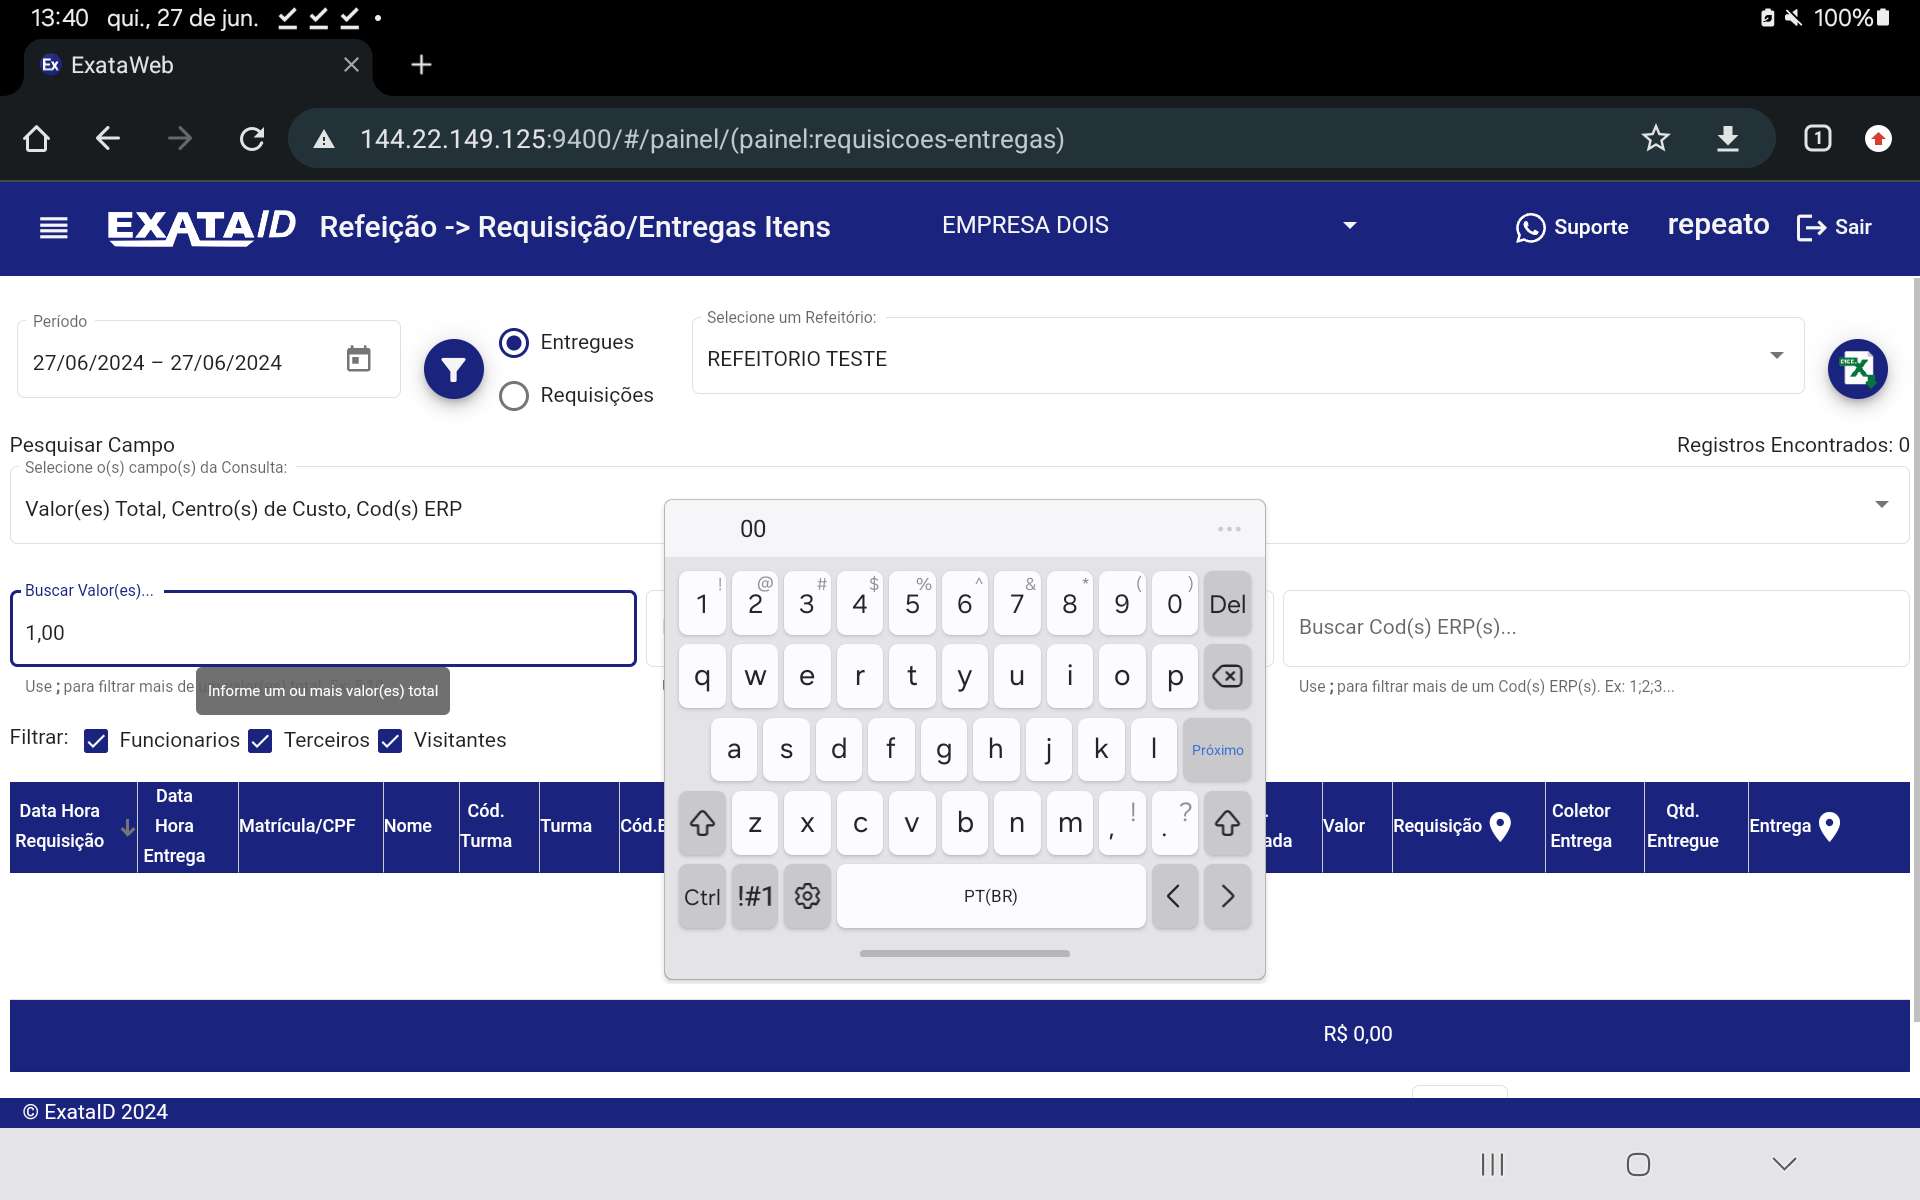 13:40 qui., 27 de jun.
100%
Ex ExataWeb
144.22.149.125:9400/#/painel/(painel:requisicoes-entregas)
1
EXATA/ID Refeição -> Requisição/Entregas Itens EMPRESA DOIS Suporte repeato Sair
Período
27/06/2024 – 27/06/2024
Entregues
Requisições
Selecione um Refeitório:
REFEITORIO TESTE
Pesquisar Campo
Registros Encontrados: 0
Selecione o(s) campo(s) da Consulta:
Valor(es) Total, Centro(s) de Custo, Cod(s) ERP
Buscar Valor(es)...
1,00
Buscar Cod(s) ERP(s)...
Use ; para filtrar mais de
Informe um ou mais valor(es) total
Use ; para filtrar mais de um Cod(s) ERP(s). Ex: 1;2;3...
Filtrar: Funcionarios Terceiros Visitantes
Data Hora Requisição
Data Hora Entrega
Matrícula/CPF
Nome
Cód. Turma
Turma
Cód.E
ada
Valor
Requisição
Coletor Entrega
Qtd. Entregue
Entrega
00
! @ # $ % ^ & * ( )
1 2 3 4 5 6 7 8 9 0 Del
q w e r t y u i o p
a s d f g h j k l Próximo
z x c v b n m , ! . ?
Ctrl !#1 PT(BR)
R$ 0,00
© ExataID 2024